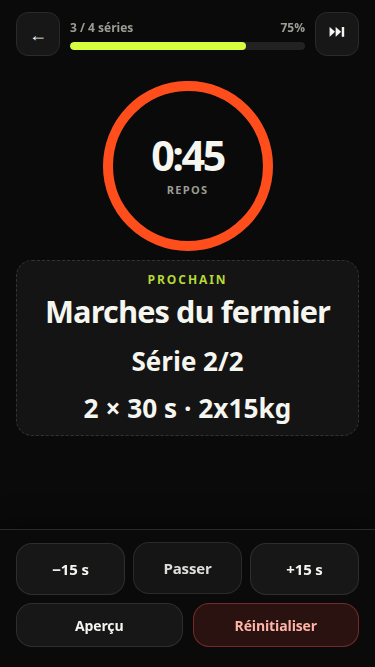 ←
3 / 4 séries
75%
⏭
0:45
REPOS
PROCHAIN
Marches du fermier
Série 2/2
2 × 30 s · 2x15kg
−15 s
Passer
+15 s
Aperçu
Réinitialiser